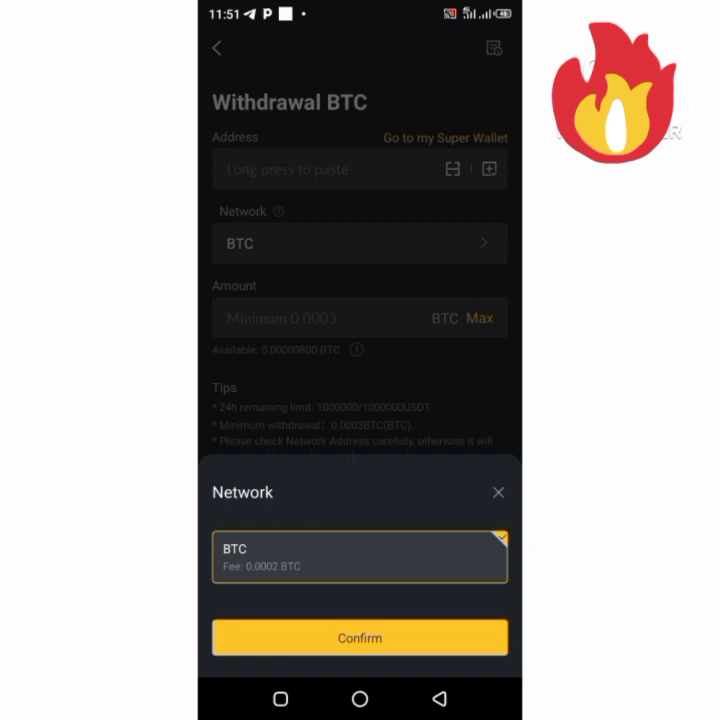 11:51
Withdrawal BTC
Address
Go to my Super Wallet
Long press to paste
Network
BTC
Amount
Minimum 0.0003
BTC Max
Available: 0.00000800 BTC
Tips
* 24h remaining limit: 1000000/1000000USDT.
* Minimum withdrawal: 0.0003BTC(BTC).
* Please check Network Address carefully, otherwise it will
Network
BTC
Fee: 0.0002 BTC
Confirm